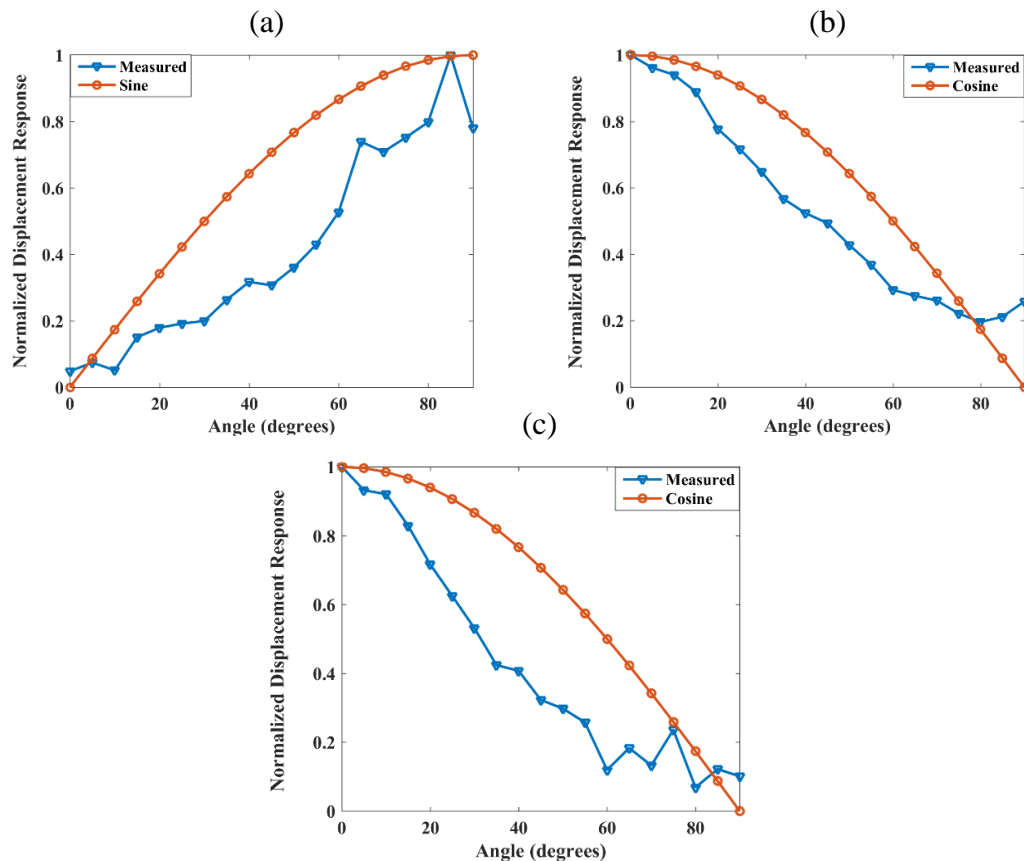 (a)
Measured
Sine
Normalized Displacement Response
1
0.8
0.6
0.4
0.2
0
0 20 40 60 80
Angle (degrees)
(b)
Measured
Cosine
Normalized Displacement Response
1
0.8
0.6
0.4
0.2
0
0 20 40 60 80
Angle (degrees)
(c)
Measured
Cosine
Normalized Displacement Response
1
0.8
0.6
0.4
0.2
0
0 20 40 60 80
Angle (degrees)